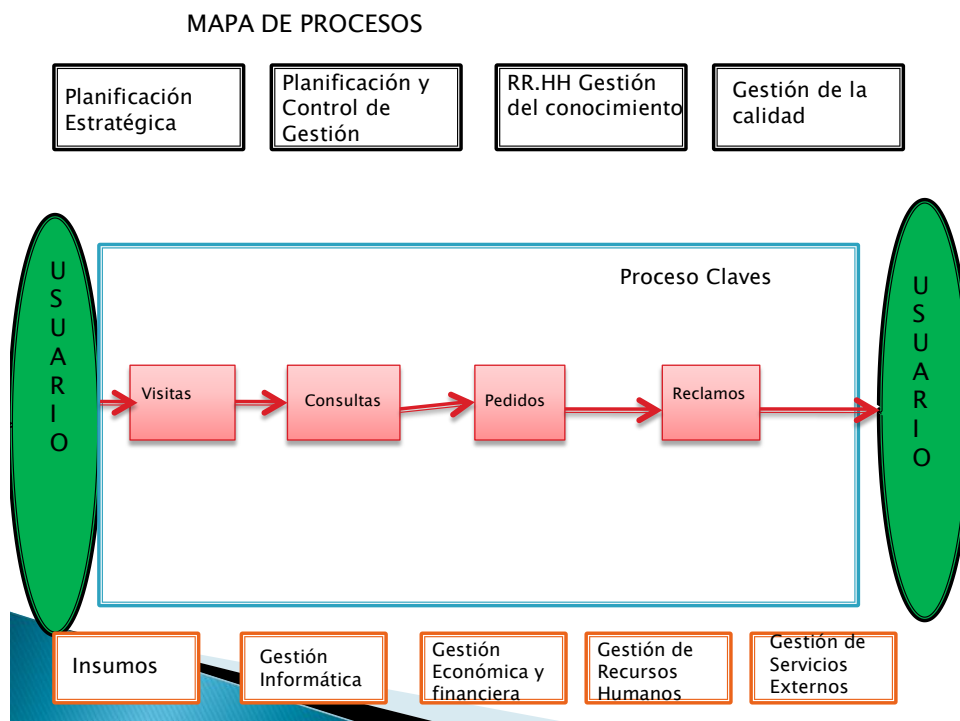 MAPA DE PROCESOS
Planificación
Estratégica
Planificación y
Control de
Gestión
RR.HH Gestión
del conocimiento
Gestión de la
calidad
U
S
U
A
R
I
O
Proceso Claves
Visitas
Consultas
Pedidos
Reclamos
U
S
U
A
R
I
O
Insumos
Gestión
Informática
Gestión
Económica y
financiera
Gestión de
Recursos
Humanos
Gestión de
Servicios
Externos